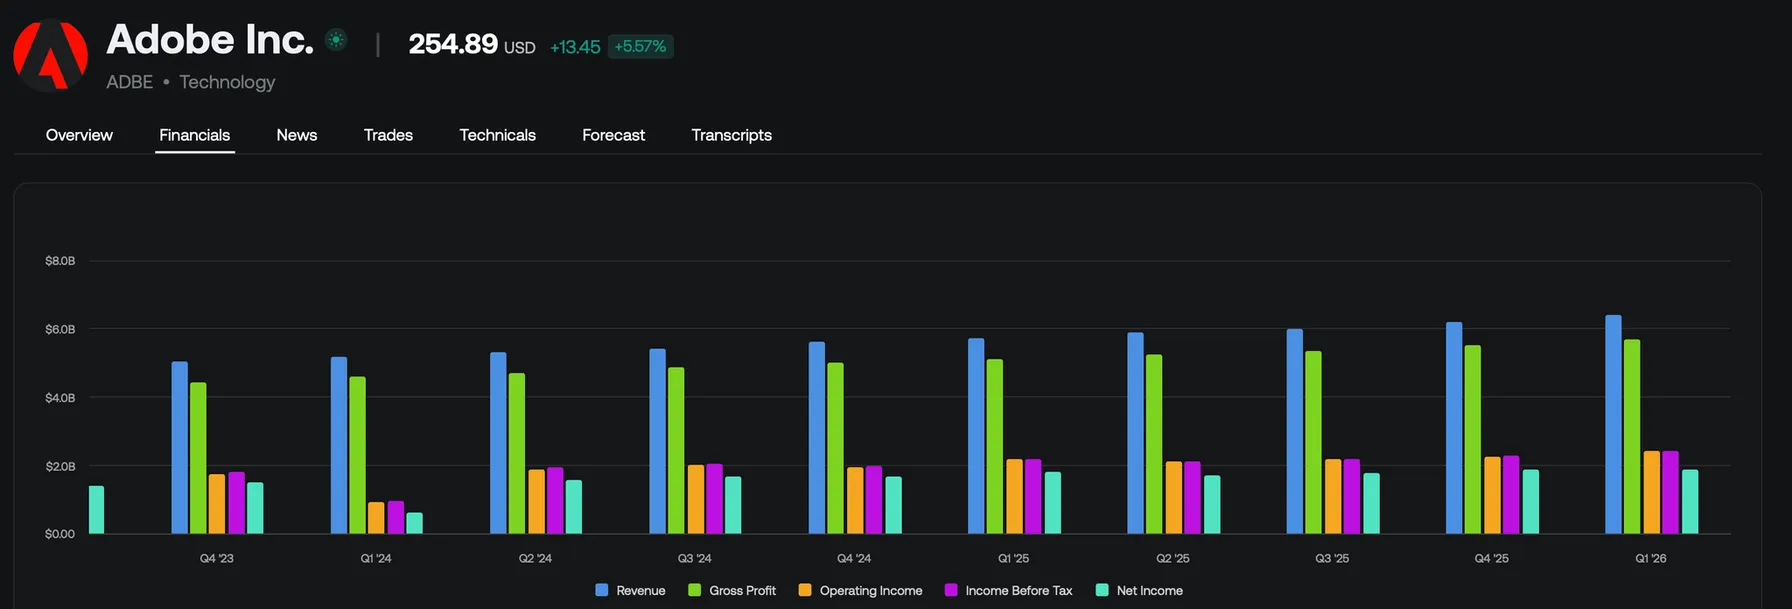 Adobe Inc. | 254.89 USD +13.45 +5.57%
ADBE • Technology
Overview Financials News Trades Technicals Forecast Transcripts
$8.0B
$6.0B
$4.0B
$2.0B
$0.00
Q4 '23 Q1 '24 Q2 '24 Q3 '24 Q4 '24 Q1 '25 Q2 '25 Q3 '25 Q4 '25 Q1 '26
Revenue Gross Profit Operating Income Income Before Tax Net Income